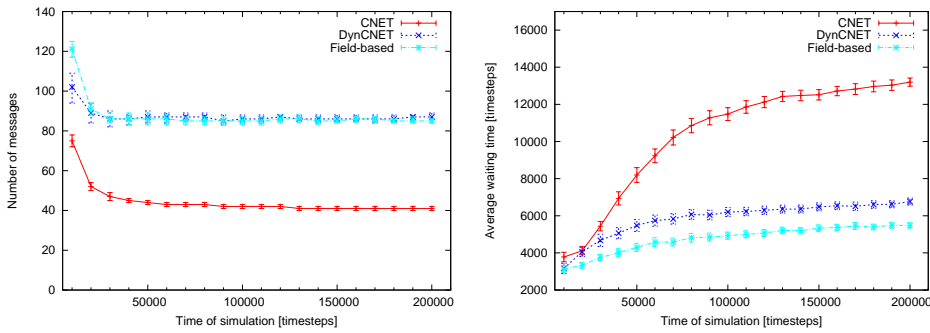 140
120
100
80
60
40
20
0
Number of messages
CNET
DynCNET
Field-based
50000 100000 150000 200000
Time of simulation [timesteps]
16000
14000
12000
10000
8000
6000
4000
2000
Average waiting time [timesteps]
CNET
DynCNET
Field-based
50000 100000 150000 200000
Time of simulation [timesteps]